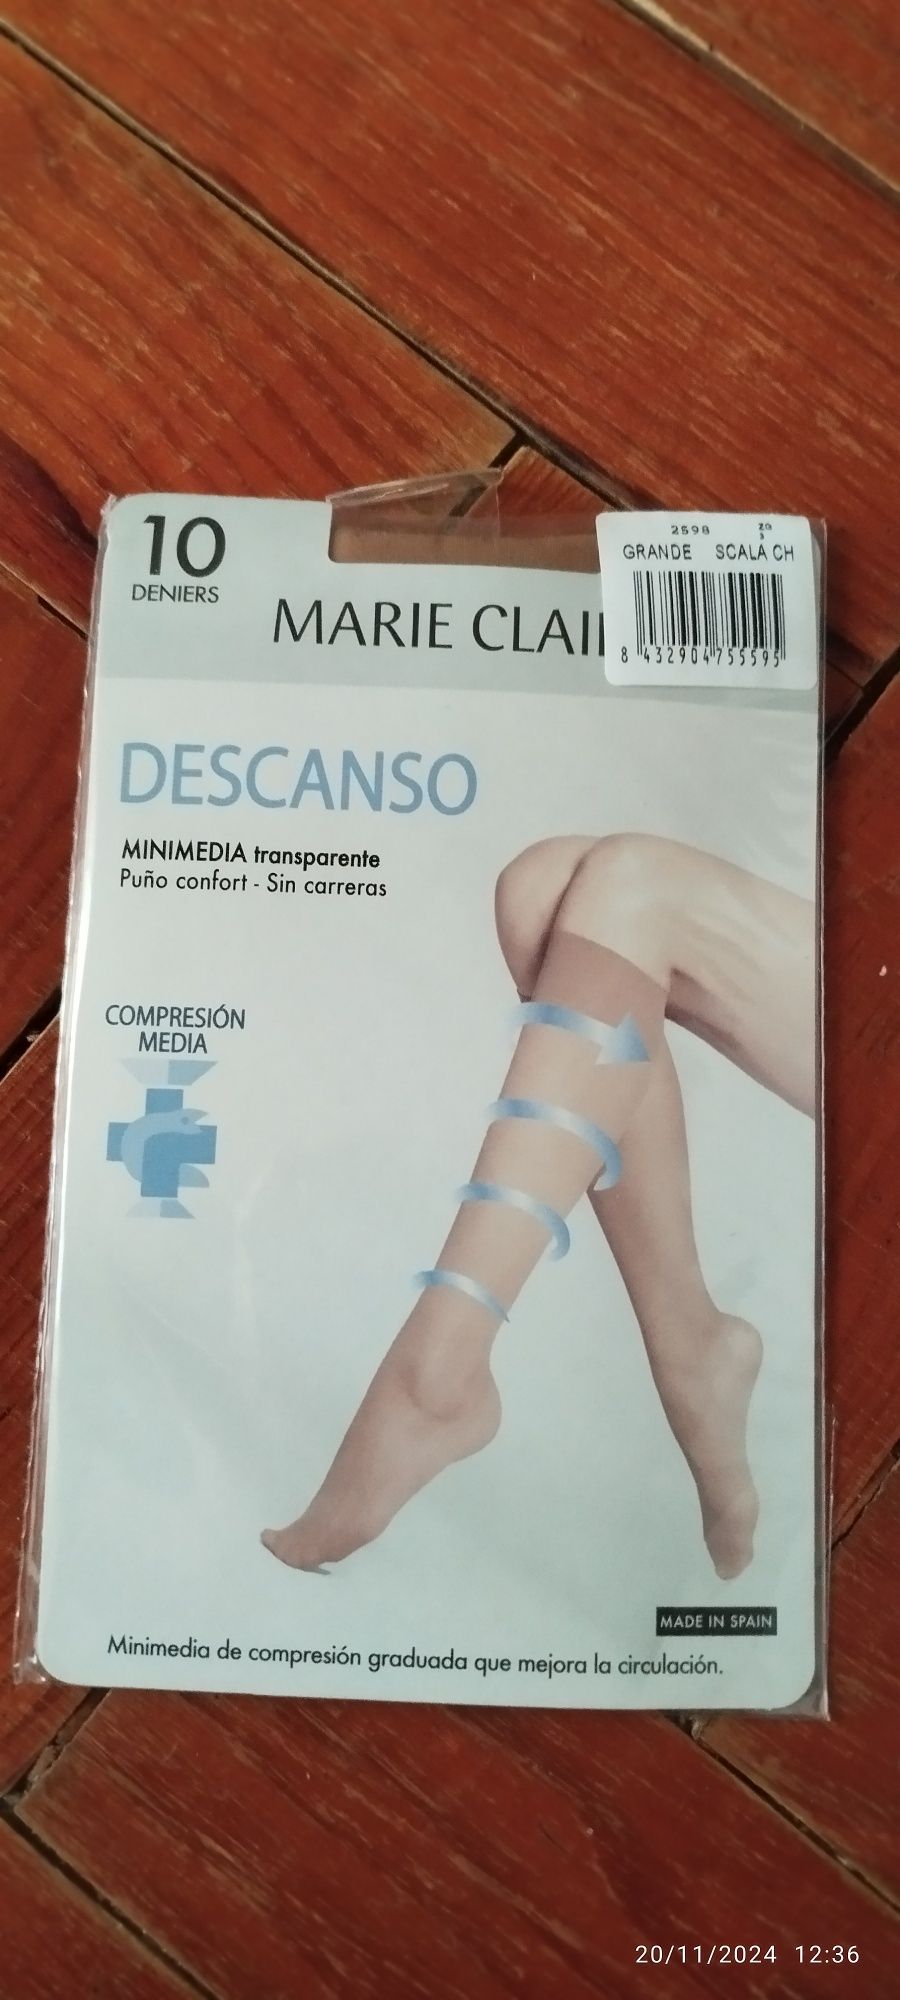 10
DENIERS
2598
GRANDE SCALA CH
8 432904 755595
MARIE CLAI
DESCANSO
MINIMEDIA transparente
Puño confort - Sin carreras
COMPRESIÓN
MEDIA
MADE IN SPAIN
Minimedia de compresión graduada que mejora la circulación.
20/11/2024 12:36